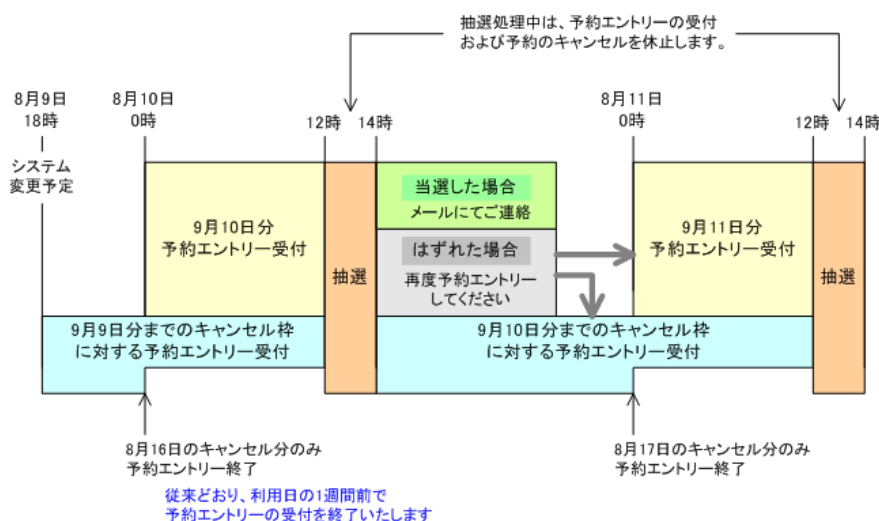 抽選処理中は、予約エントリーの受付
および予約のキャンセルを休止します。
8月9日
18時
8月10日
0時
12時
14時
8月11日
0時
12時
14時
システム
変更予定
9月10日分
予約エントリー受付
抽選
当選した場合
メールにてご連絡
はずれた場合
再度予約エントリー
してください
9月11日分
予約エントリー受付
抽選
9月9日分までのキャンセル枠
に対する予約エントリー受付
9月10日分までのキャンセル枠
に対する予約エントリー受付
8月16日のキャンセル分のみ
予約エントリー終了
8月17日のキャンセル分のみ
予約エントリー終了
従来どおり、利用日の1週間前で
予約エントリーの受付を終了いたします